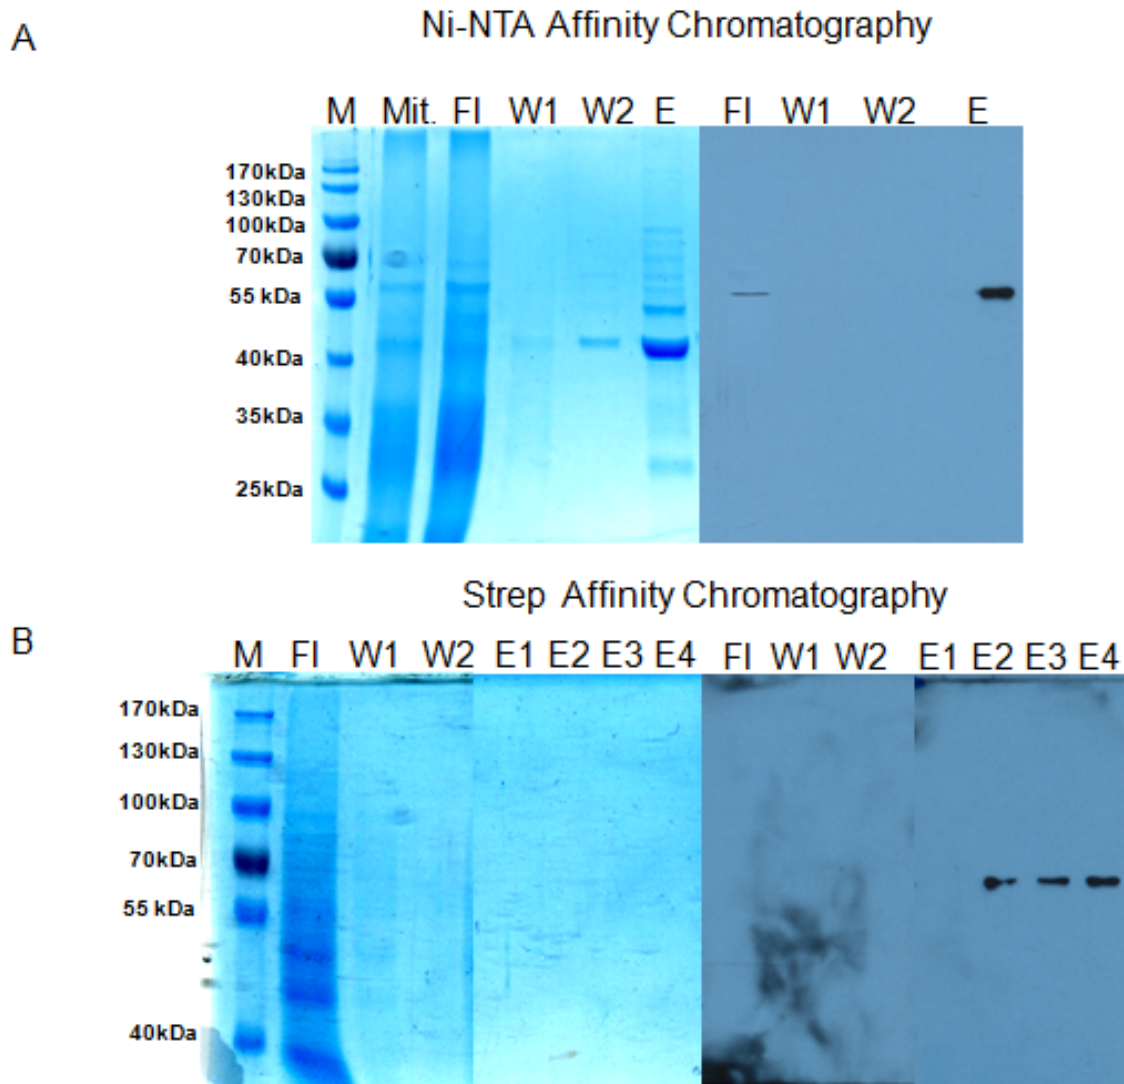 A
Ni-NTA Affinity Chromatography
M Mit. Fl W1 W2 E Fl W1 W2 E
170kDa
130kDa
100kDa
70kDa
55 kDa
40kDa
35kDa
25kDa
Strep Affinity Chromatography
B
M Fl W1 W2 E1 E2 E3 E4 Fl W1 W2 E1 E2 E3 E4
170kDa
130kDa
100kDa
70kDa
55 kDa
40kDa